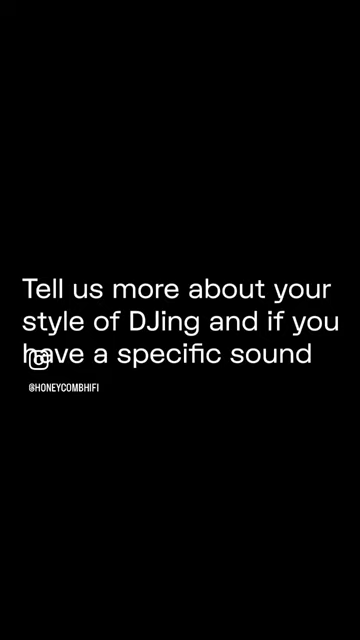 Tell us more about your
style of DJing and if you
have a specific sound
@HONEYCOMBHIFI